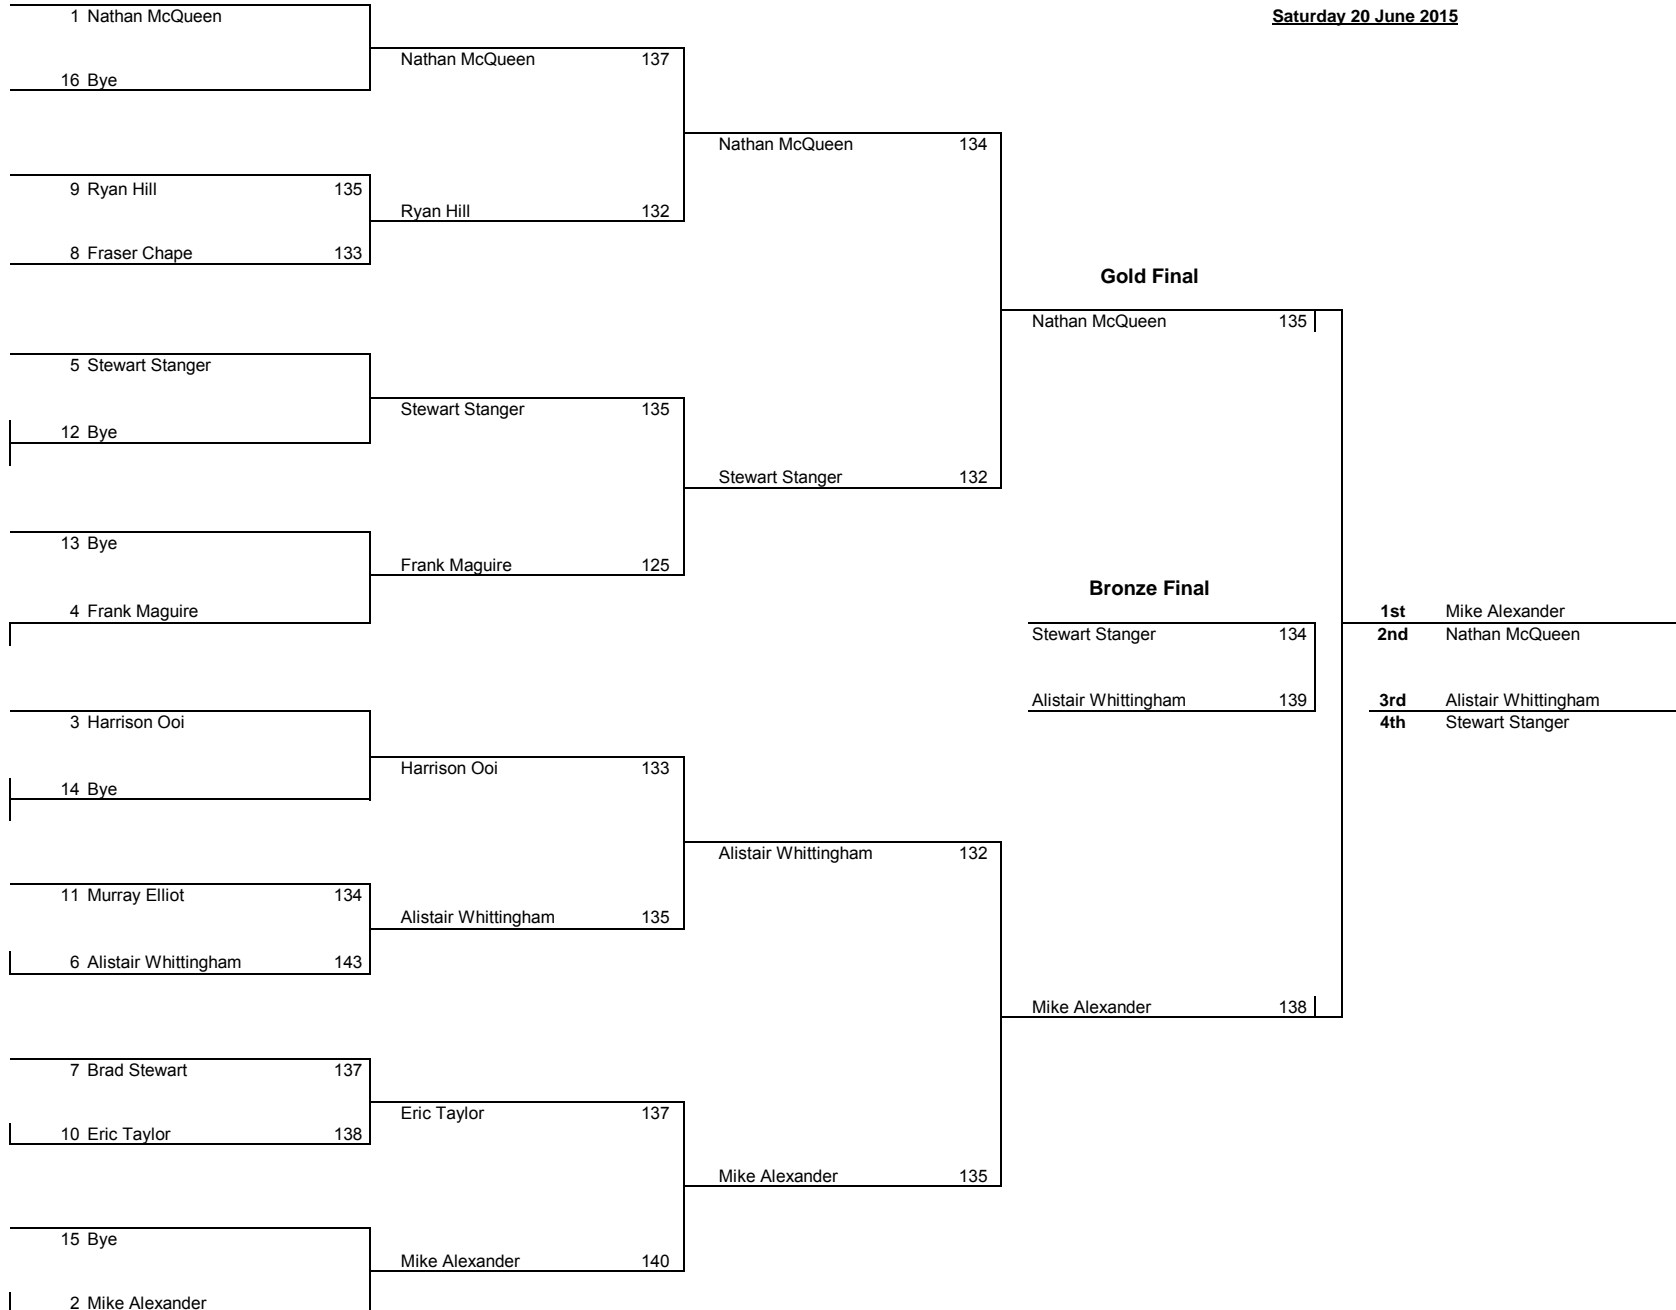 Saturday 20 June 2015
1 Nathan McQueen
16 Bye
9 Ryan Hill 135
8 Fraser Chape 133
5 Stewart Stanger
12 Bye
13 Bye
4 Frank Maguire
3 Harrison Ooi
14 Bye
11 Murray Elliot 134
6 Alistair Whittingham 143
7 Brad Stewart 137
10 Eric Taylor 138
15 Bye
2 Mike Alexander
Nathan McQueen 137
Ryan Hill 132
Stewart Stanger 135
Frank Maguire 125
Harrison Ooi 133
Alistair Whittingham 135
Eric Taylor 137
Mike Alexander 140
Nathan McQueen 134
Stewart Stanger 132
Alistair Whittingham 132
Mike Alexander 135
Gold Final
Nathan McQueen 135
Mike Alexander 138
Bronze Final
Stewart Stanger 134
Alistair Whittingham 139
1st Mike Alexander
2nd Nathan McQueen
3rd Alistair Whittingham
4th Stewart Stanger